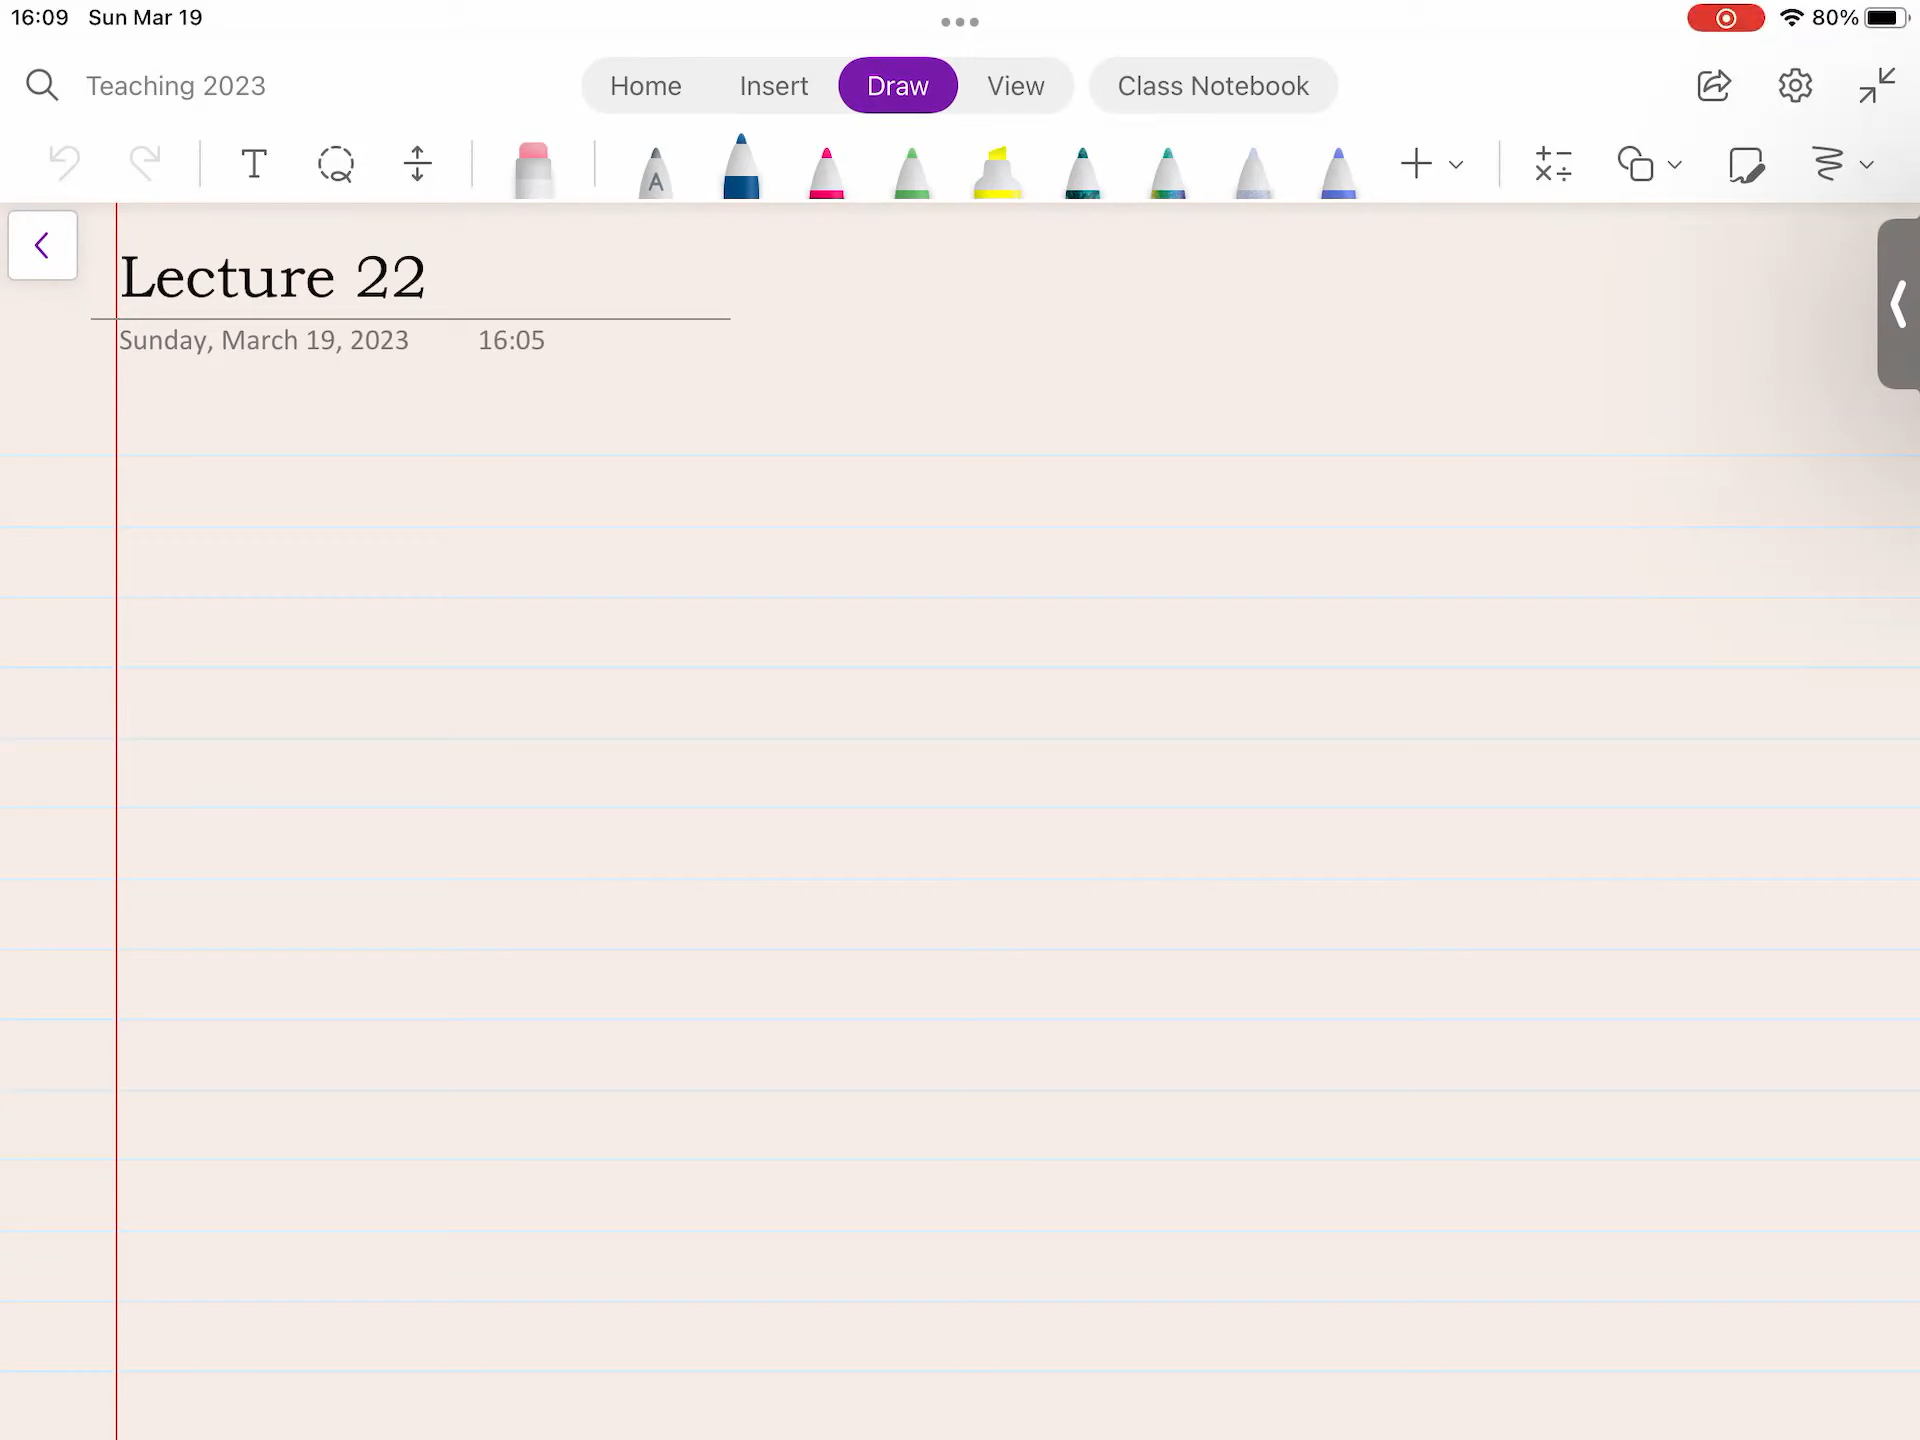 16:09 Sun Mar 19 80%
Teaching 2023 Home Insert Draw View Class Notebook
T A
Lecture 22
Sunday, March 19, 2023 16:05